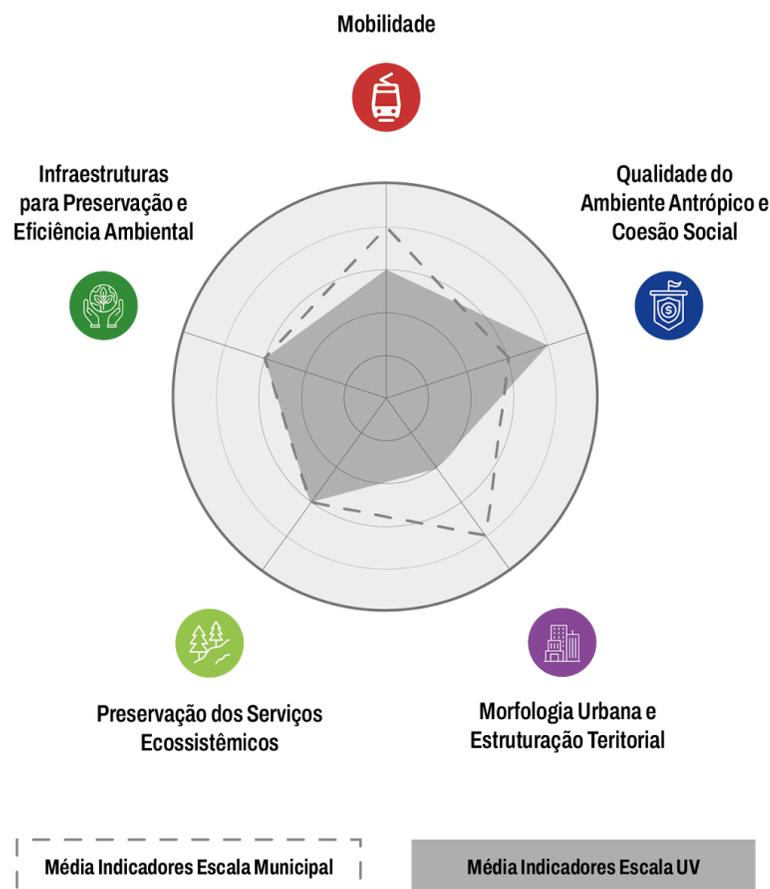 Mobilidade
Infraestruturas
para Preservação e
Eficiência Ambiental
Qualidade do
Ambiente Antrópico e
Coesão Social
$
Preservação dos Serviços
Ecossistêmicos
Morfologia Urbana e
Estruturação Teritorial
Média Indicadores Escala Municipal
Média Indicadores Escala UV